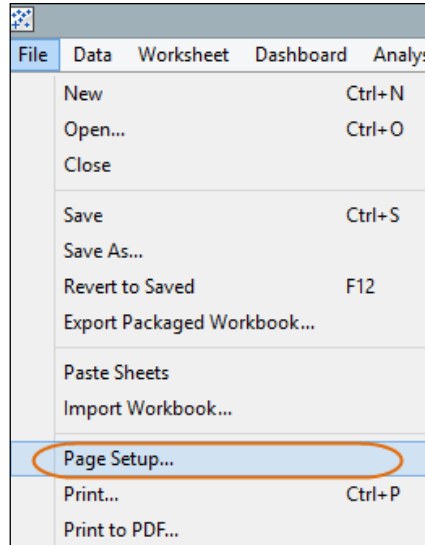 File Data Worksheet Dashboard
New Ctrl+N
Open... Ctrl+O
Close
Save Ctrl+S
Save As...
Revert to Saved F12
Export Packaged Workbook...
Paste Sheets
Import Workbook...
Page Setup...
Print... Ctrl+P
Print to PDF...